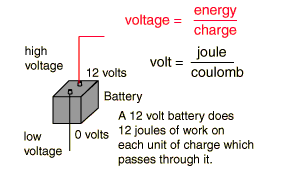 voltage = energy
charge
high
voltage
12 volts
volt = joule
coulomb
Battery
low
voltage
0 volts
A 12 volt battery does
12 joules of work on
each unit of charge which
passes through it.